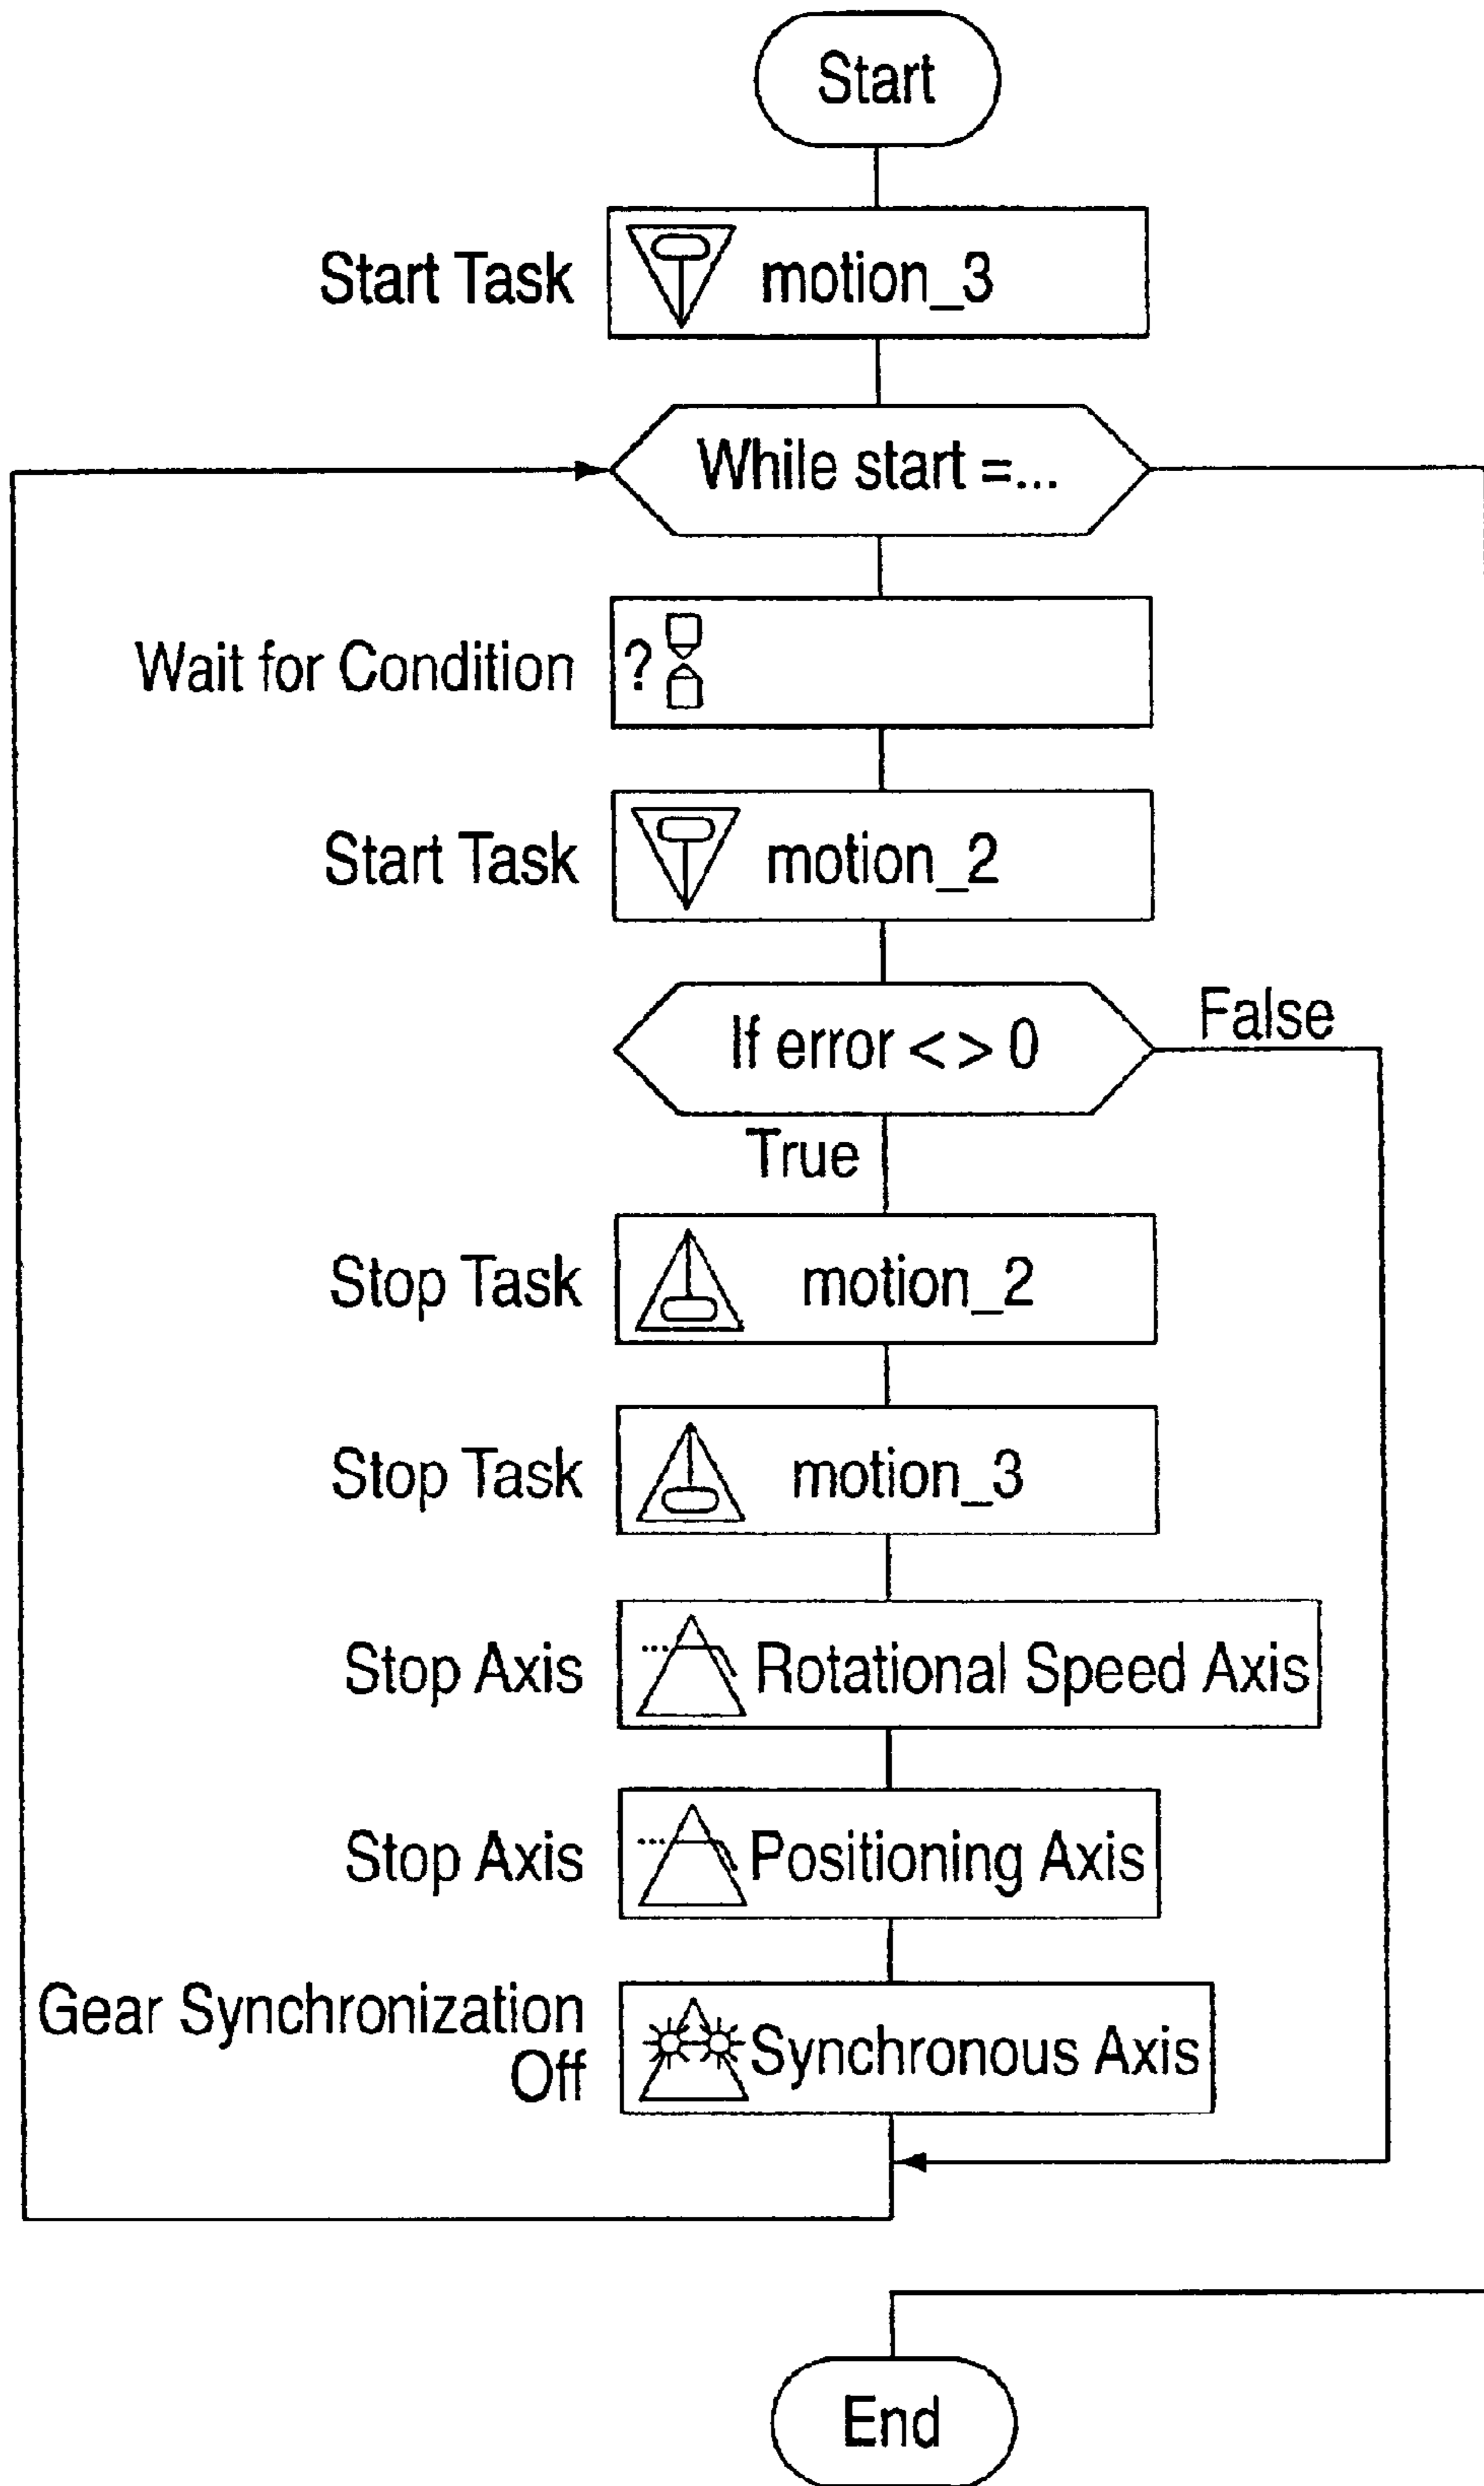 Start
Start Task motion_3
While start =...
Wait for Condition ?
Start Task motion_2
If error < > 0 False
True
Stop Task motion_2
Stop Task motion_3
Stop Axis Rotational Speed Axis
Stop Axis Positioning Axis
Gear Synchronization
Off
Synchronous Axis
End